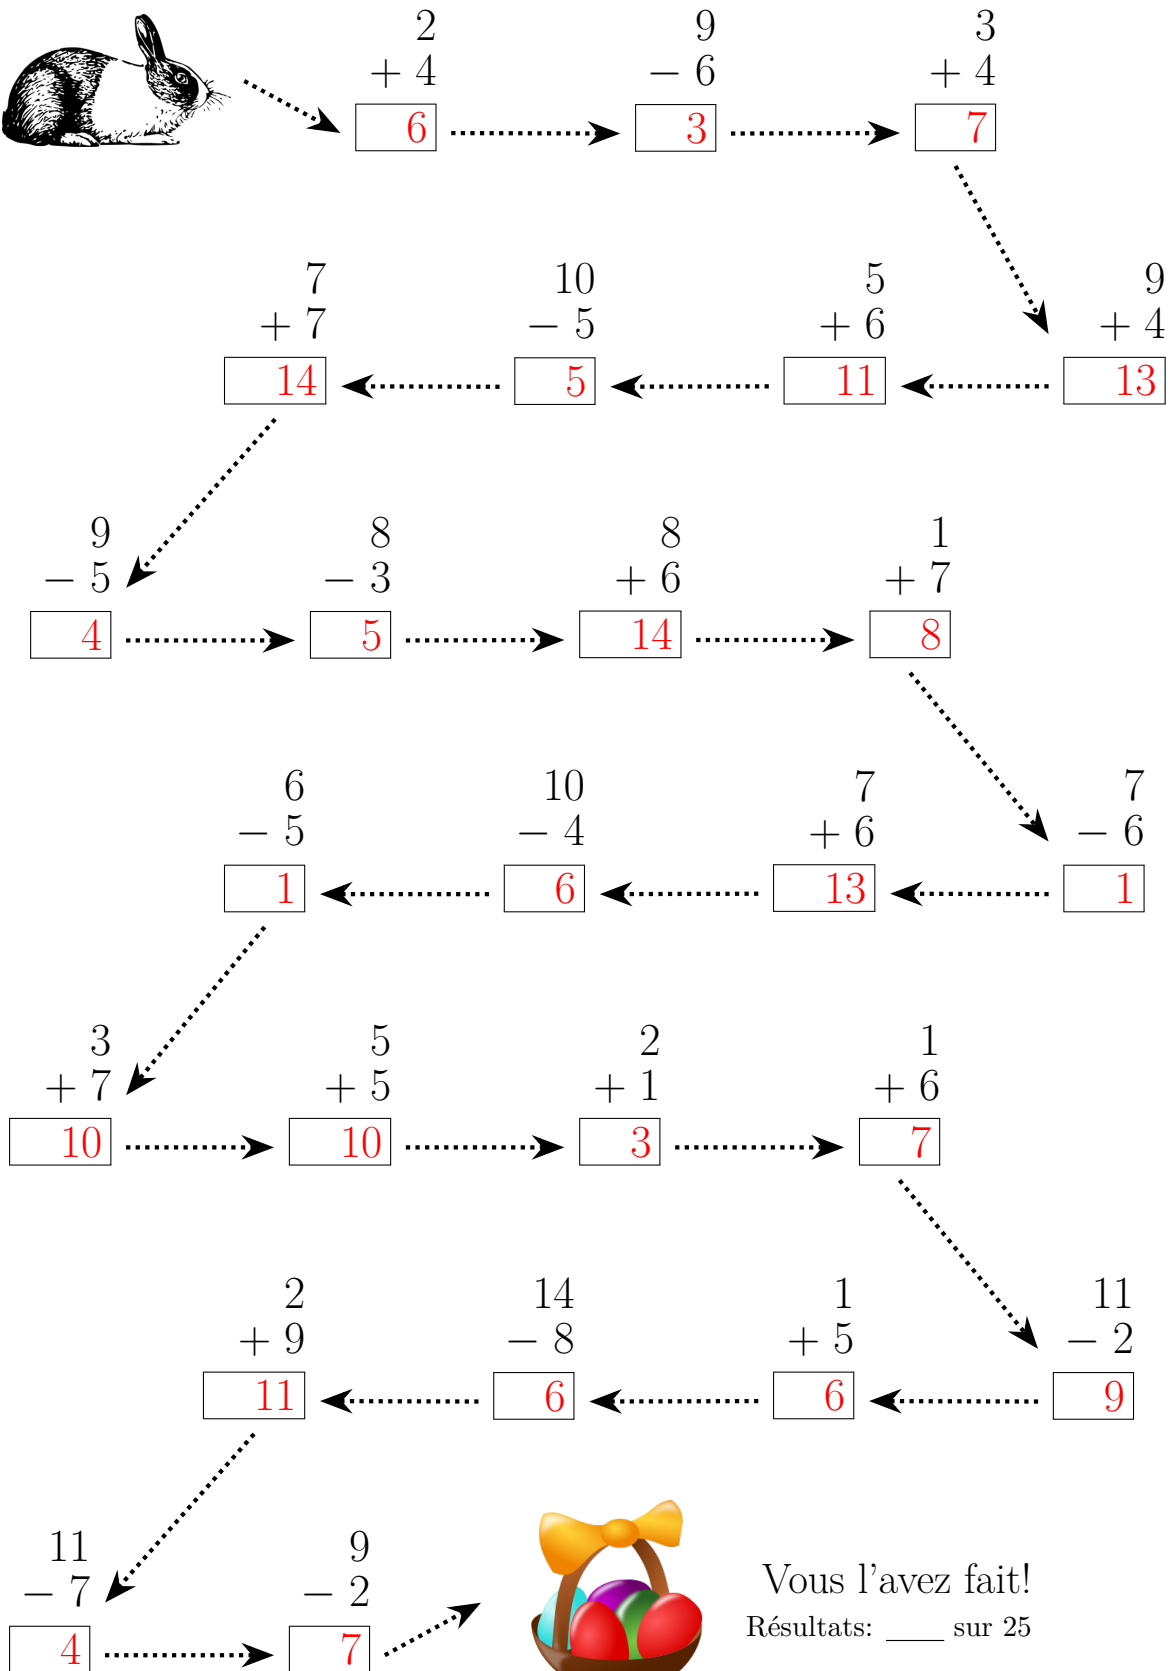 2 9 3
+ 4 − 6 + 4
6 3 7
7 10 5 9
+ 7 − 5 + 6 + 4
14 5 11 13
9 8 8 1
− 5 − 3 + 6 + 7
4 5 14 8
6 10 7 7
− 5 − 4 + 6 − 6
1 6 13 1
3 5 2 1
+ 7 + 5 + 1 + 6
10 10 3 7
2 14 1 11
+ 9 − 8 + 5 − 2
11 6 6 9
11 9
− 7 − 2
4 7
Vous l'avez fait!
Résultats: ___ sur 25